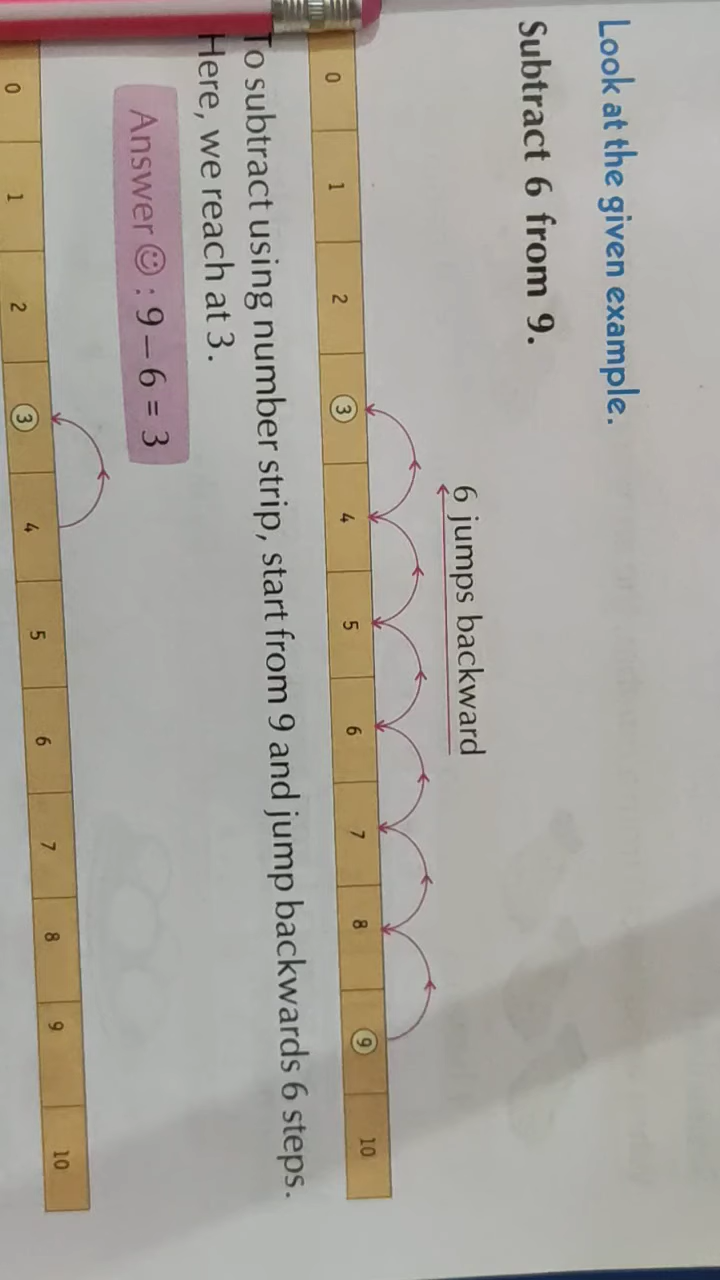 Look at the given example.
Subtract 6 from 9.
6 jumps backward
0 1 2 3 4 5 6 7 8 9 10
To subtract using number strip, start from 9 and jump backwards 6 steps.
Here, we reach at 3.
Answer ☺ : 9 – 6 = 3
0 1 2 3 4 5 6 7 8 9 10